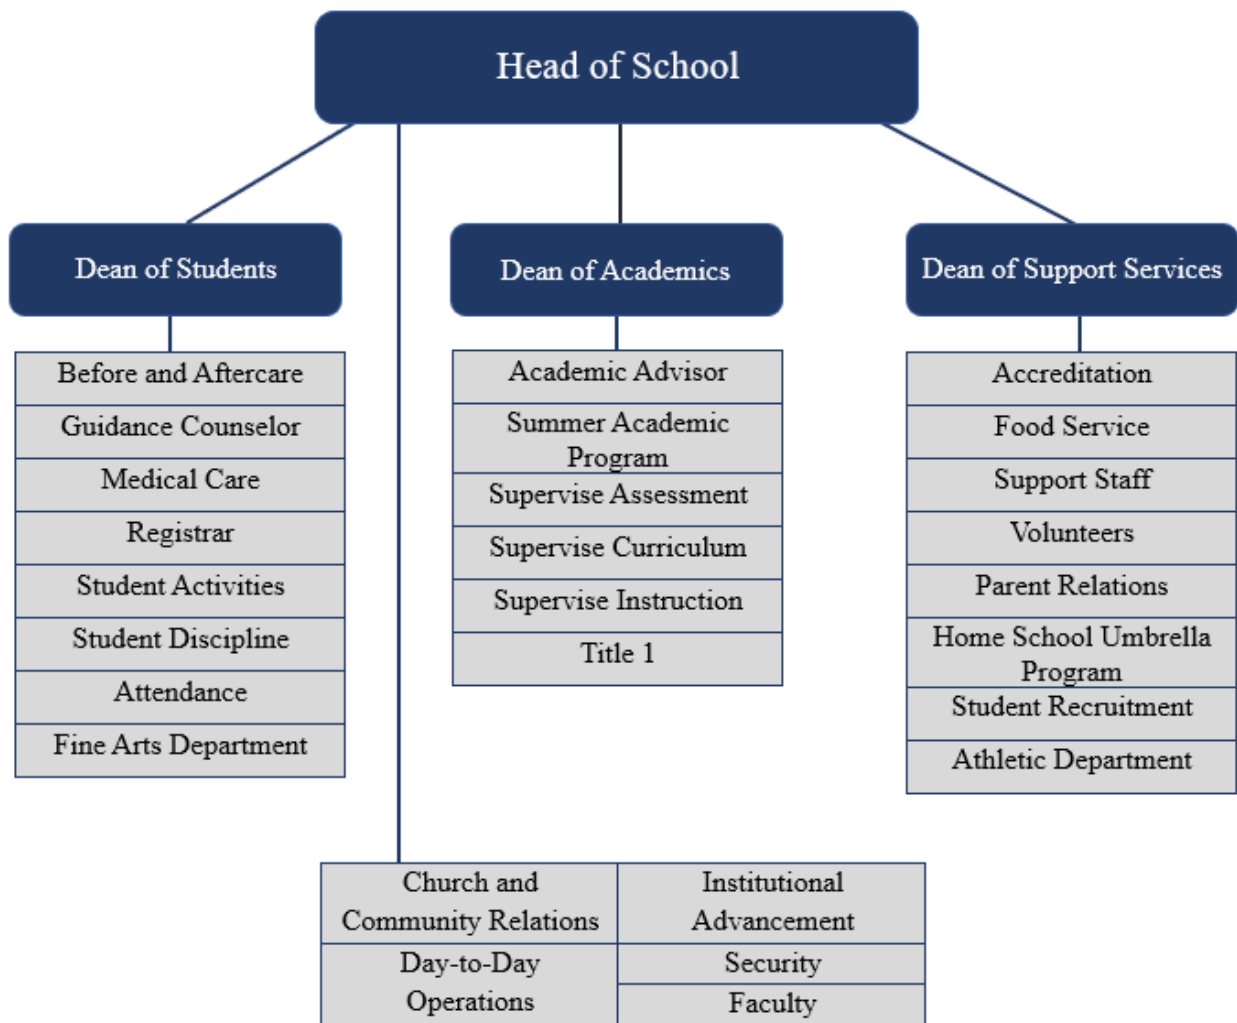 Head of School
Dean of Students
Before and Aftercare
Guidance Counselor
Medical Care
Registrar
Student Activities
Student Discipline
Attendance
Fine Arts Department
Dean of Academics
Academic Advisor
Summer Academic
Program
Supervise Assessment
Supervise Curriculum
Supervise Instruction
Title 1
Dean of Support Services
Accreditation
Food Service
Support Staff
Volunteers
Parent Relations
Home School Umbrella
Program
Student Recruitment
Athletic Department
Church and
Community Relations
Institutional
Advancement
Day-to-Day
Operations
Security
Faculty